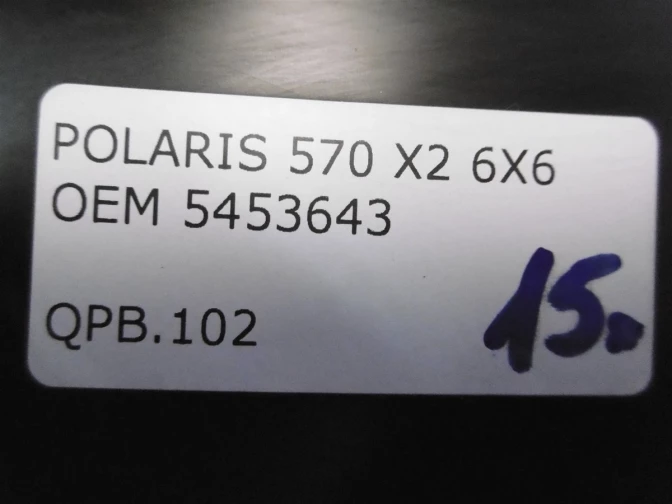 POLARIS 570 X2 6X6
OEM 5453643
QPB.102
15.